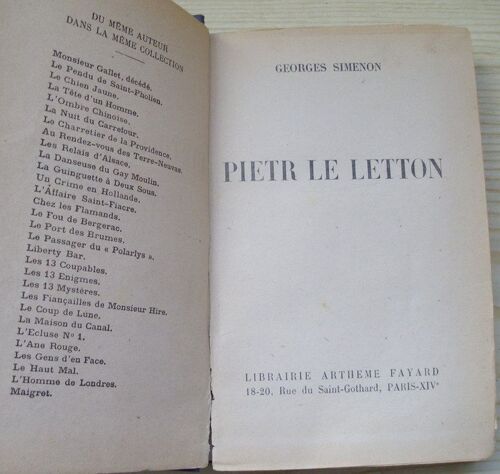 DU MÊME AUTEUR
DANS LA MÊME COLLECTION
Monsieur Gallet, décédé.
Le Pendu de Saint-Pholien.
Le Chien Jaune.
La Tête d'un Homme.
L'Ombre Chinoise.
La Nuit du Carrefour.
Le Charretier de la Providence.
Au Rendez-vous des Terre-Neuvas.
Les Relais d'Alsace.
La Danseuse du Gay Moulin.
La Guinguette à Deux Sous.
Un Crime en Hollande.
L'Affaire Saint-Fiacre.
Chez les Flamands.
Le Fou de Bergerac.
Le Port des Brumes.
Le Passager du « Polarlys ».
Liberty Bar.
Les 13 Coupables.
Les 13 Enigmes.
Les 13 Mystères.
Les Fiançailles de Monsieur Hire.
Le Coup de Lune.
La Maison du Canal.
L'Ecluse N° 1.
L'Ane Rouge.
Les Gens d'en Face.
Le Haut Mal.
L'Homme de Londres.
Maigret.
GEORGES SIMENON
PIETR LE LETTON
LIBRAIRIE ARTHEME FAYARD
18-20, Rue du Saint-Gothard, PARIS-XIVe